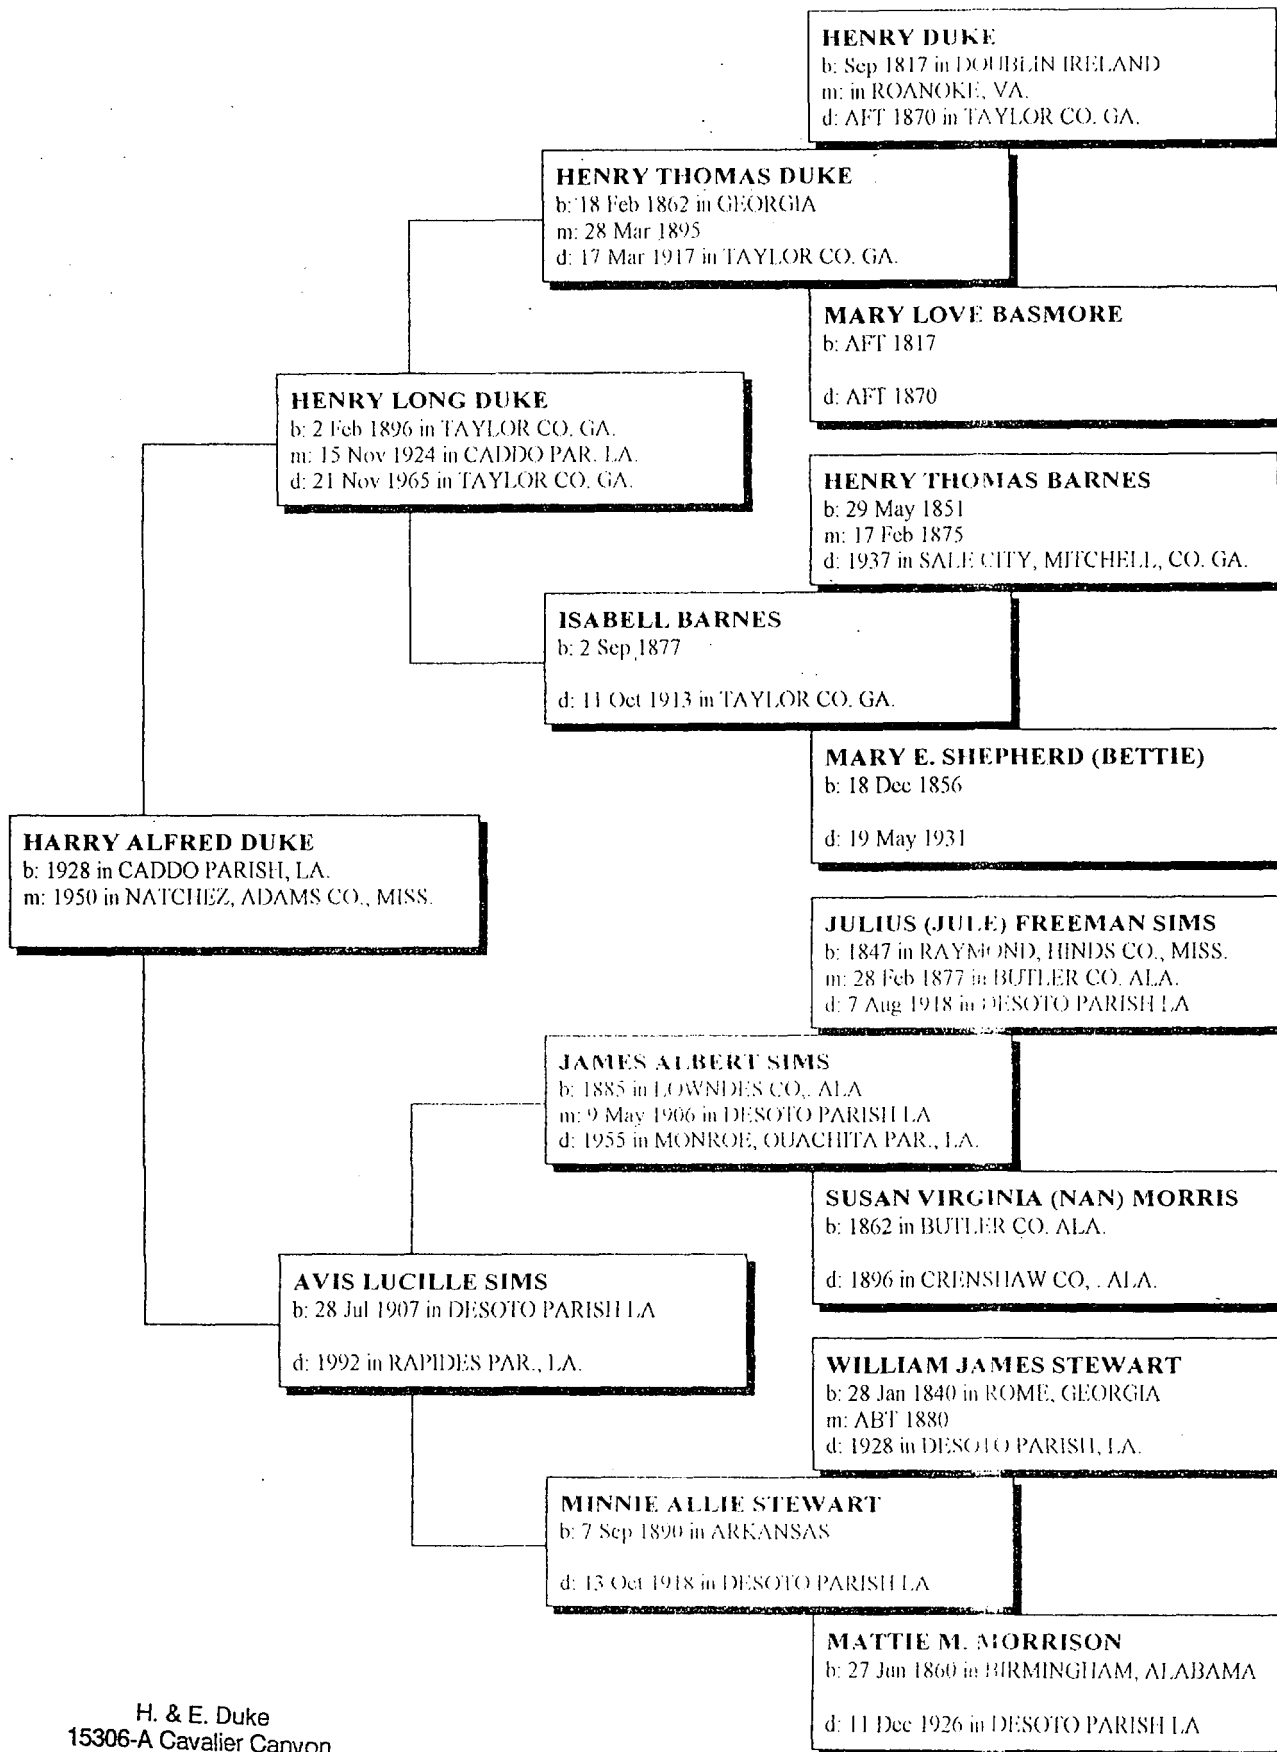 HENRY DUKE
b: Sep 1817 in DOUBLIN IRELAND
m: in ROANOKE, VA.
d: AFT 1870 in TAYLOR CO. GA.
HENRY THOMAS DUKE
b: 18 Feb 1862 in GEORGIA
m: 28 Mar 1895
d: 17 Mar 1917 in TAYLOR CO. GA.
MARY LOVE BASMORE
b: AFT 1817
d: AFT 1870
HENRY LONG DUKE
b: 2 Feb 1896 in TAYLOR CO. GA.
m: 15 Nov 1924 in CADDO PAR. LA.
d: 21 Nov 1965 in TAYLOR CO. GA.
HENRY THOMAS BARNES
b: 29 May 1851
m: 17 Feb 1875
d: 1937 in SALE CITY, MITCHELL, CO. GA.
ISABELL BARNES
b: 2 Sep 1877
d: 11 Oct 1913 in TAYLOR CO. GA.
MARY E. SHEPHERD (BETTIE)
b: 18 Dec 1856
d: 19 May 1931
HARRY ALFRED DUKE
b: 1928 in CADDO PARISH, LA.
m: 1950 in NATCHEZ, ADAMS CO., MISS.
JULIUS (JULE) FREEMAN SIMS
b: 1847 in RAYMOND, HINDS CO., MISS.
m: 28 Feb 1877 in BUTLER CO. ALA.
d: 7 Aug 1918 in DESOTO PARISH LA
JAMES ALBERT SIMS
b: 1885 in LOWNDES CO,. ALA
m: 9 May 1906 in DESOTO PARISH LA
d: 1955 in MONROE, OUACHITA PAR., LA.
SUSAN VIRGINIA (NAN) MORRIS
b: 1862 in BUTLER CO. ALA.
d: 1896 in CRENSHAW CO, . ALA.
AVIS LUCILLE SIMS
b: 28 Jul 1907 in DESOTO PARISH LA
d: 1992 in RAPIDES PAR., LA.
WILLIAM JAMES STEWART
b: 28 Jan 1840 in ROME, GEORGIA
m: ABT 1880
d: 1928 in DESOTO PARISH, LA.
MINNIE ALLIE STEWART
b: 7 Sep 1890 in ARKANSAS
d: 13 Oct 1918 in DESOTO PARISH LA
MATTIE M. MORRISON
b: 27 Jun 1860 in BIRMINGHAM, ALABAMA
d: 11 Dec 1926 in DESOTO PARISH LA
H. & E. Duke
15306-A Cavalier Canyon